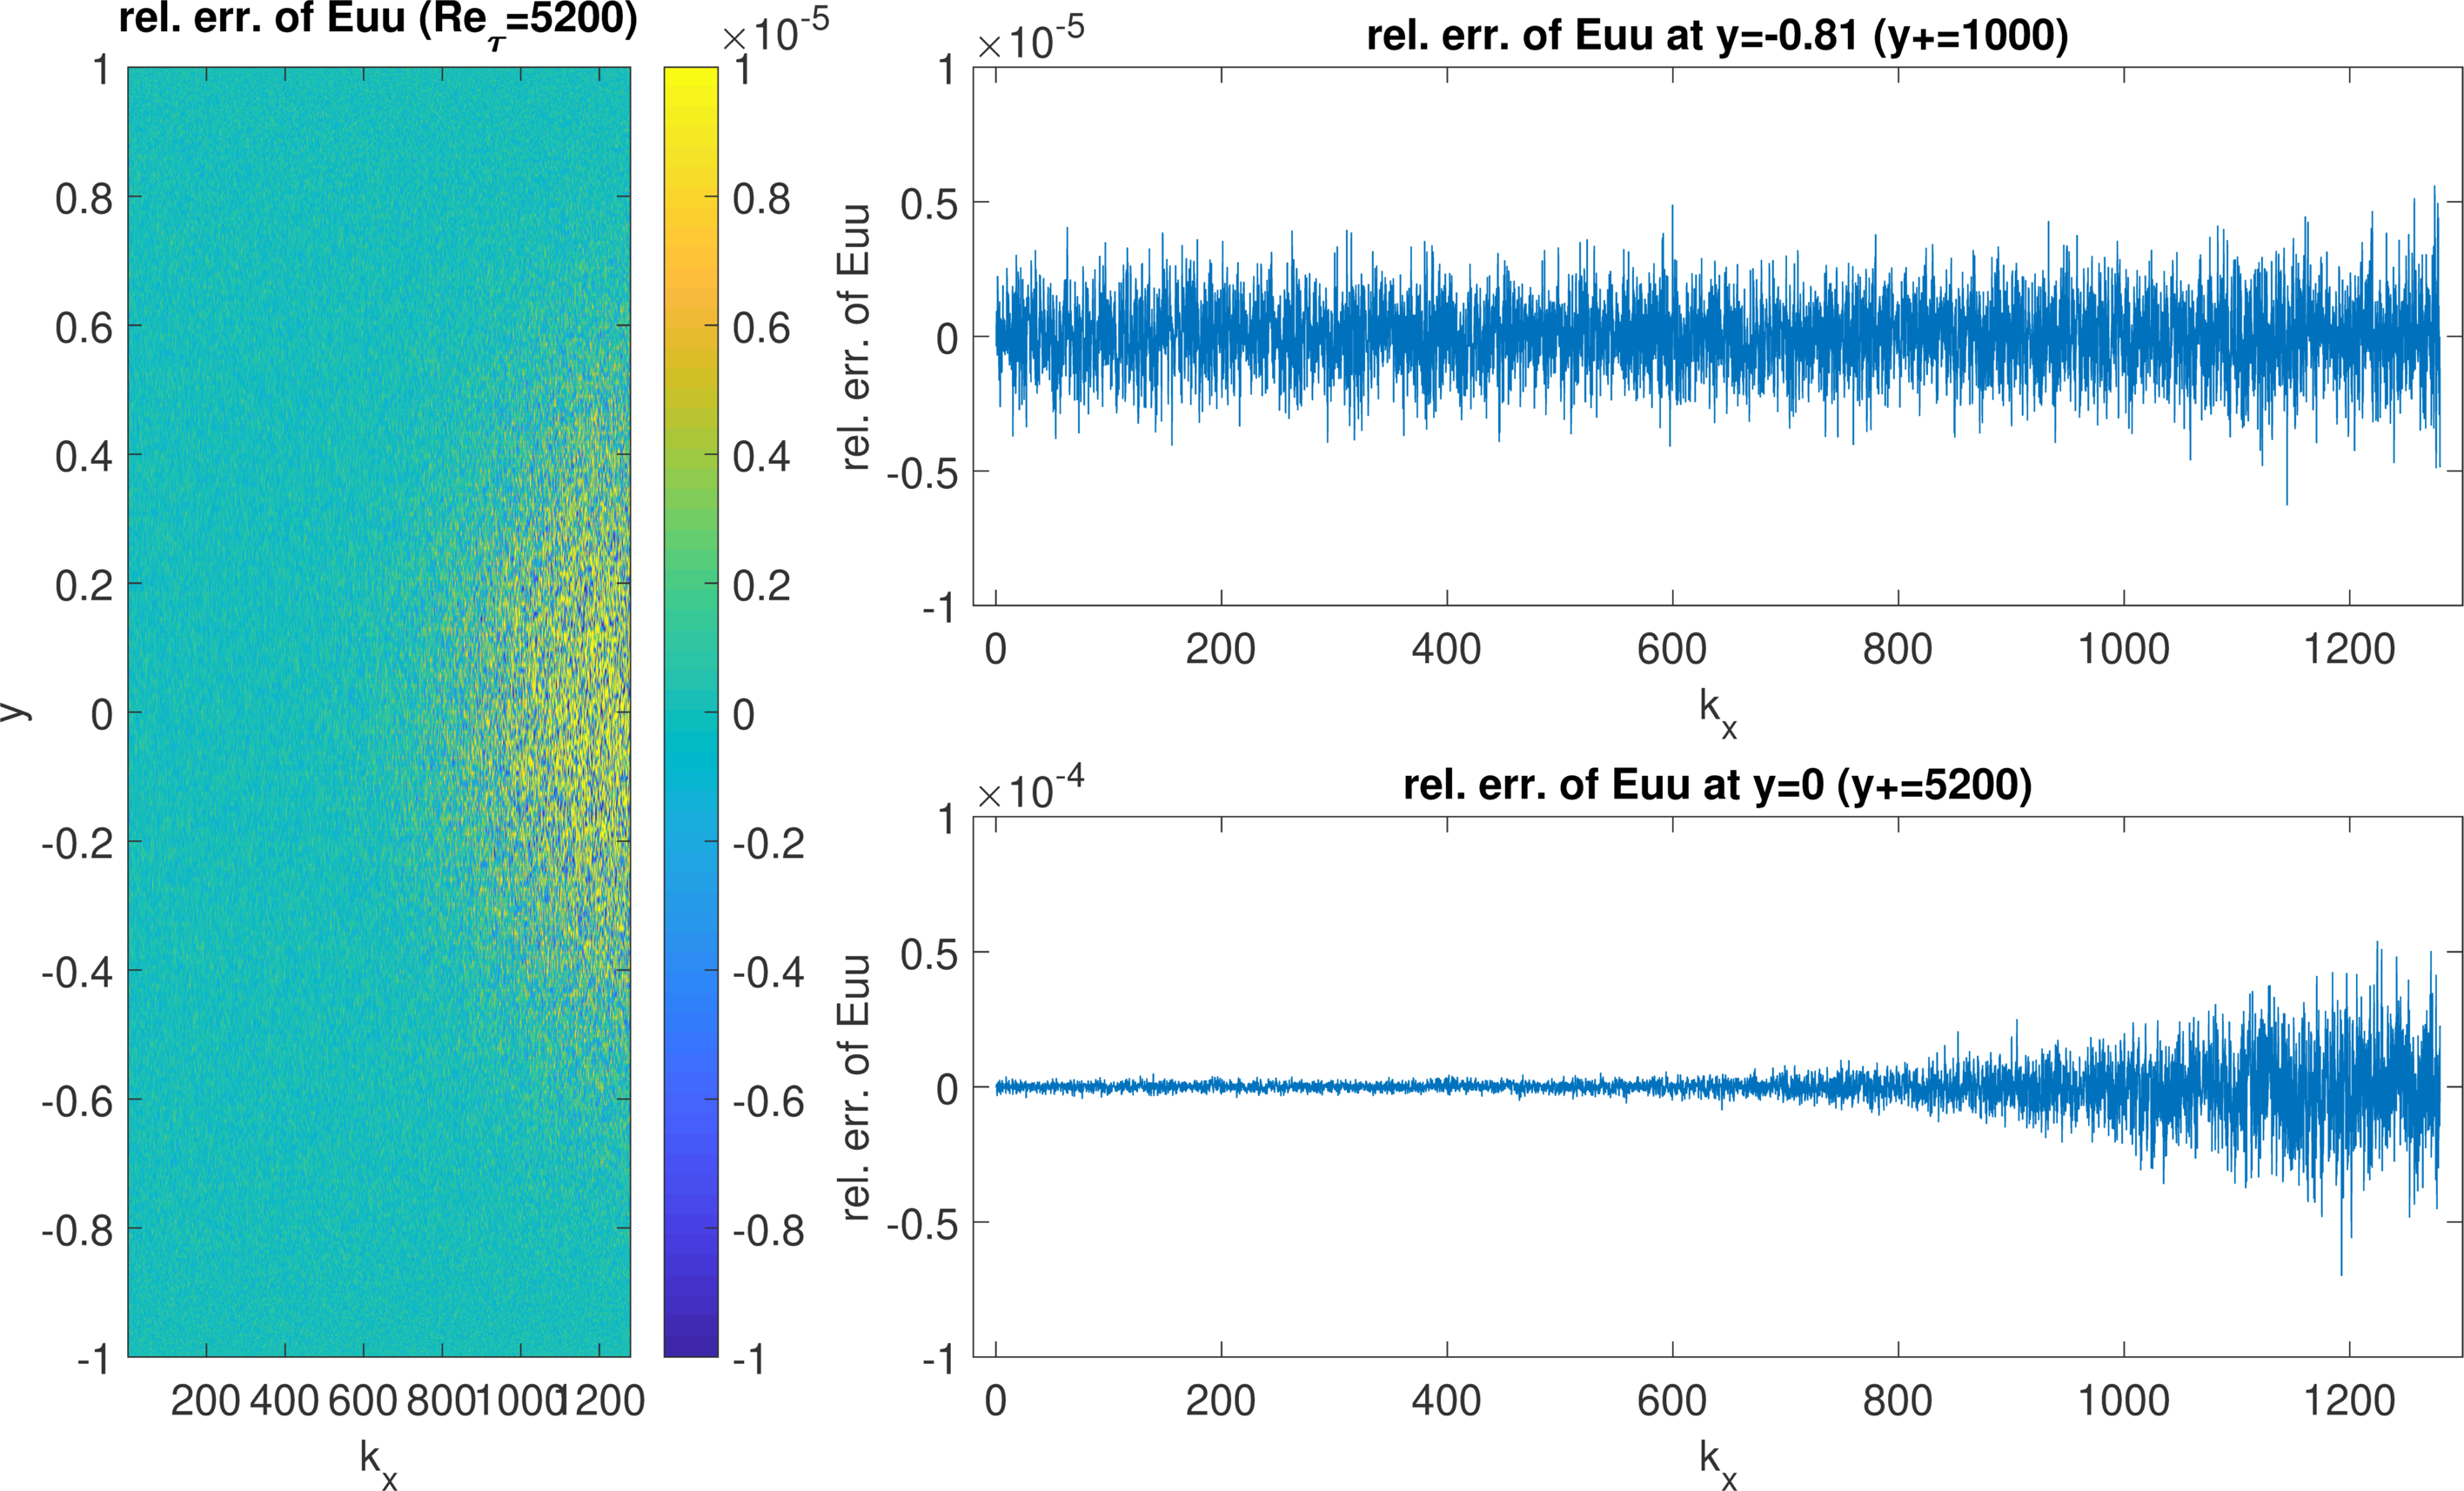 rel. err. of Euu (Reτ=5200)
×10-5
1
0.8
0.6
0.4
0.2
0
-0.2
-0.4
-0.6
-0.8
-1
y
200 400 600 800 1000 1200
kx
1
0.8
0.6
0.4
0.2
0
-0.2
-0.4
-0.6
-0.8
-1
rel. err. of Euu at y=-0.81 (y+=1000)
×10-5
1
0.5
0
-0.5
-1
rel. err. of Euu
0 200 400 600 800 1000 1200
kx
rel. err. of Euu at y=0 (y+=5200)
×10-4
1
0.5
0
-0.5
-1
rel. err. of Euu
0 200 400 600 800 1000 1200
kx